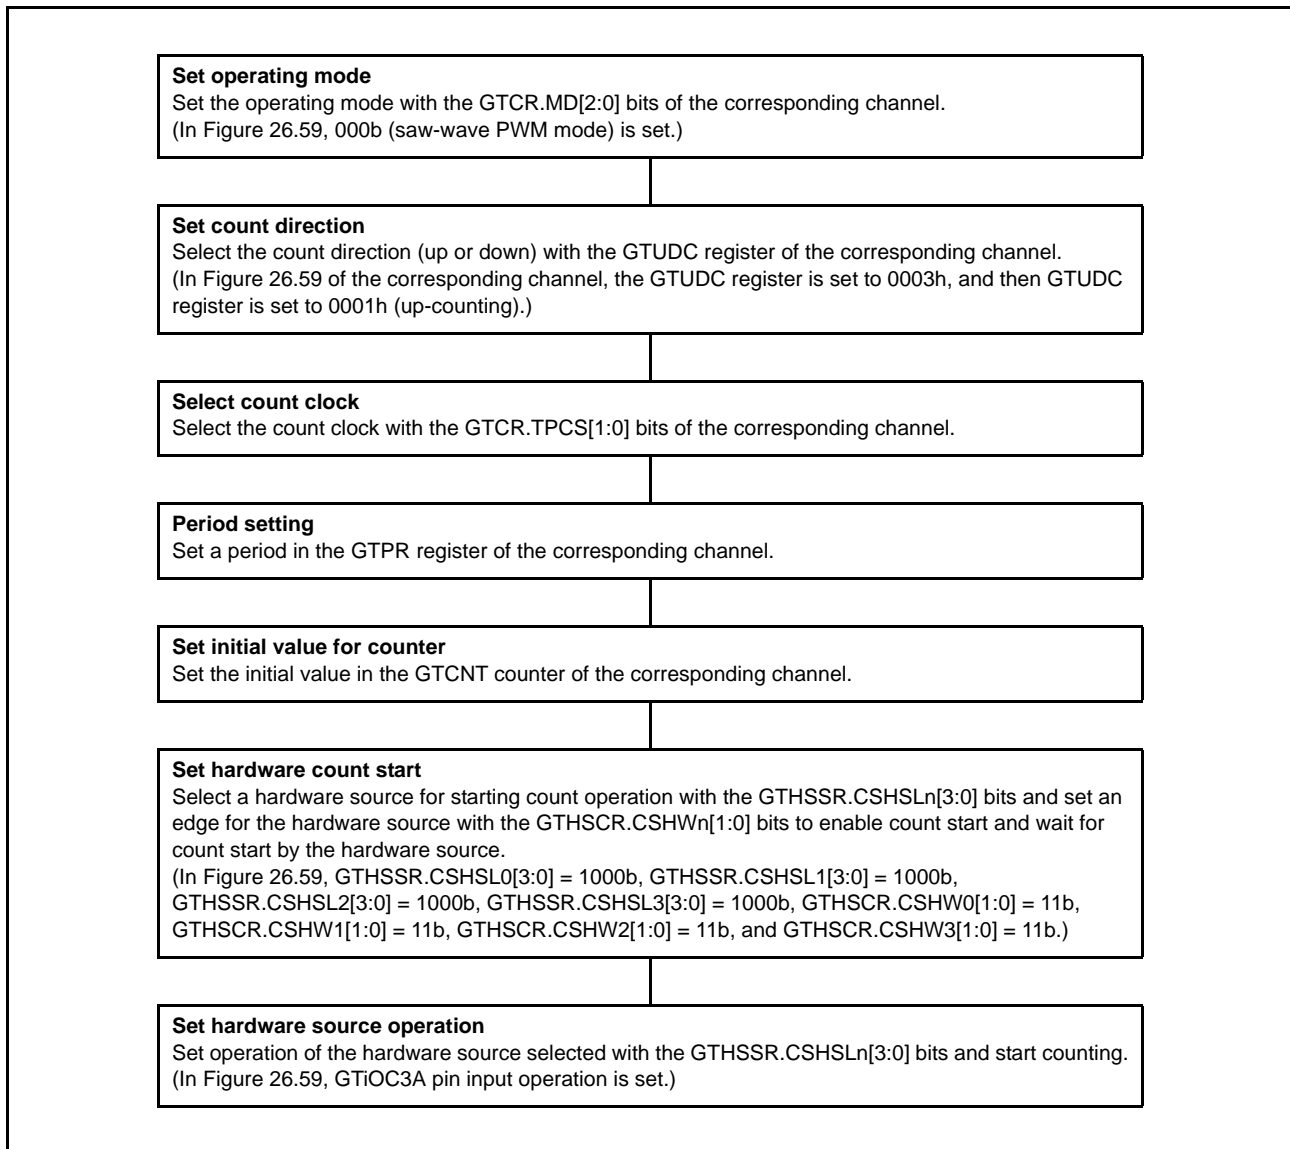 Set operating mode
Set the operating mode with the GTCR.MD[2:0] bits of the corresponding channel.
(In Figure 26.59, 000b (saw-wave PWM mode) is set.)
Set count direction
Select the count direction (up or down) with the GTUDC register of the corresponding channel.
(In Figure 26.59 of the corresponding channel, the GTUDC register is set to 0003h, and then GTUDC
register is set to 0001h (up-counting).)
Select count clock
Select the count clock with the GTCR.TPCS[1:0] bits of the corresponding channel.
Period setting
Set a period in the GTPR register of the corresponding channel.
Set initial value for counter
Set the initial value in the GTCNT counter of the corresponding channel.
Set hardware count start
Select a hardware source for starting count operation with the GTHSSR.CSHSLn[3:0] bits and set an
edge for the hardware source with the GTHSCR.CSHWn[1:0] bits to enable count start and wait for
count start by the hardware source.
(In Figure 26.59, GTHSSR.CSHSL0[3:0] = 1000b, GTHSSR.CSHSL1[3:0] = 1000b,
GTHSSR.CSHSL2[3:0] = 1000b, GTHSSR.CSHSL3[3:0] = 1000b, GTHSCR.CSHW0[1:0] = 11b,
GTHSCR.CSHW1[1:0] = 11b, GTHSCR.CSHW2[1:0] = 11b, and GTHSCR.CSHW3[1:0] = 11b.)
Set hardware source operation
Set operation of the hardware source selected with the GTHSSR.CSHSLn[3:0] bits and start counting.
(In Figure 26.59, GTiOC3A pin input operation is set.)